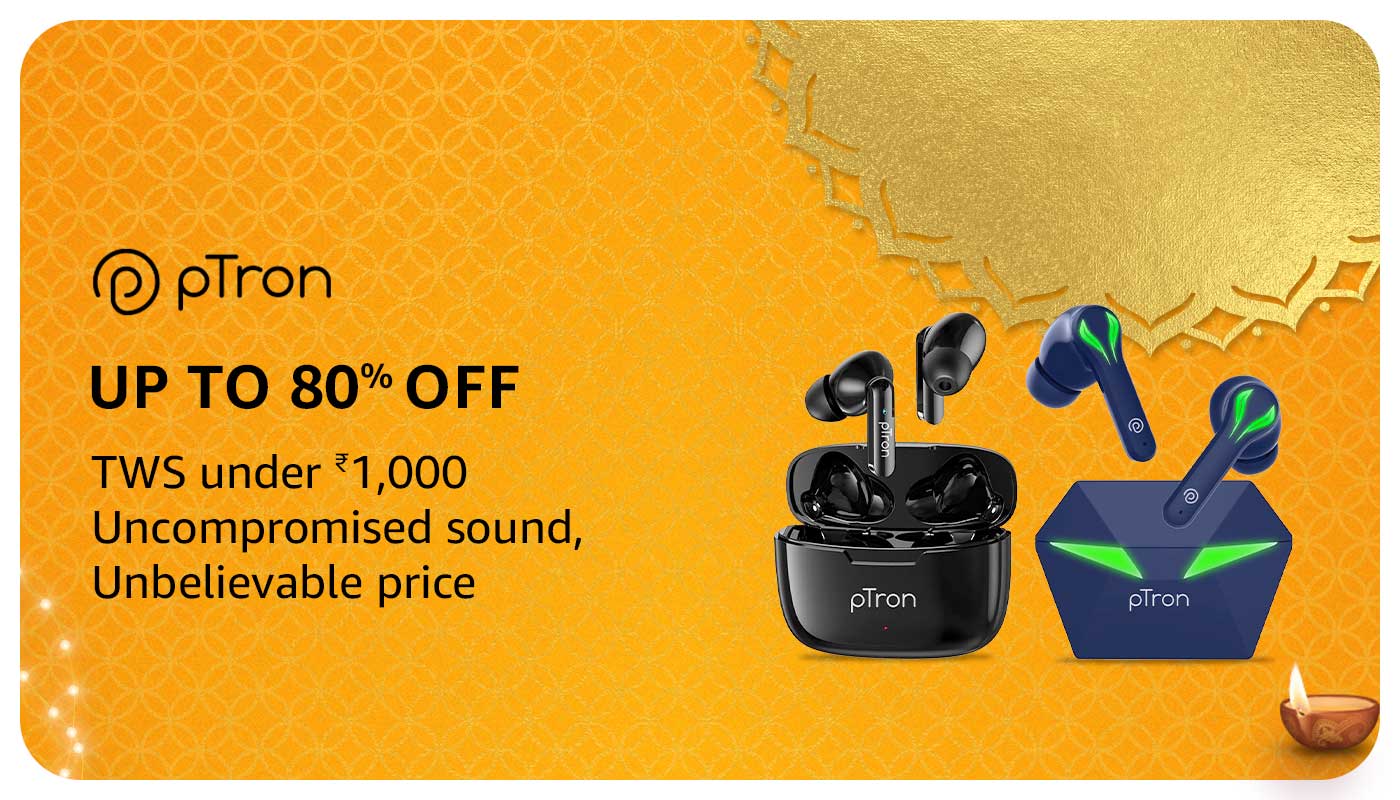 pTron
UP TO 80% OFF
TWS under ₹1,000
Uncompromised sound,
Unbelievable price
pTron
pTron
pTron